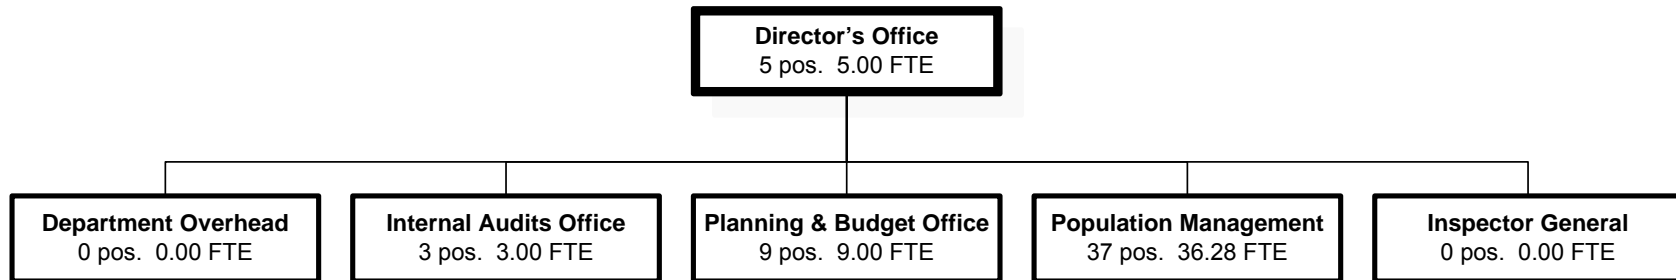 Director’s Office
5 pos.  5.00 FTE
Department Overhead
0 pos.  0.00 FTE
Internal Audits Office
3 pos.  3.00 FTE
Planning & Budget Office
9 pos.  9.00 FTE
Population Management
37 pos.  36.28 FTE
Inspector General
0 pos.  0.00 FTE